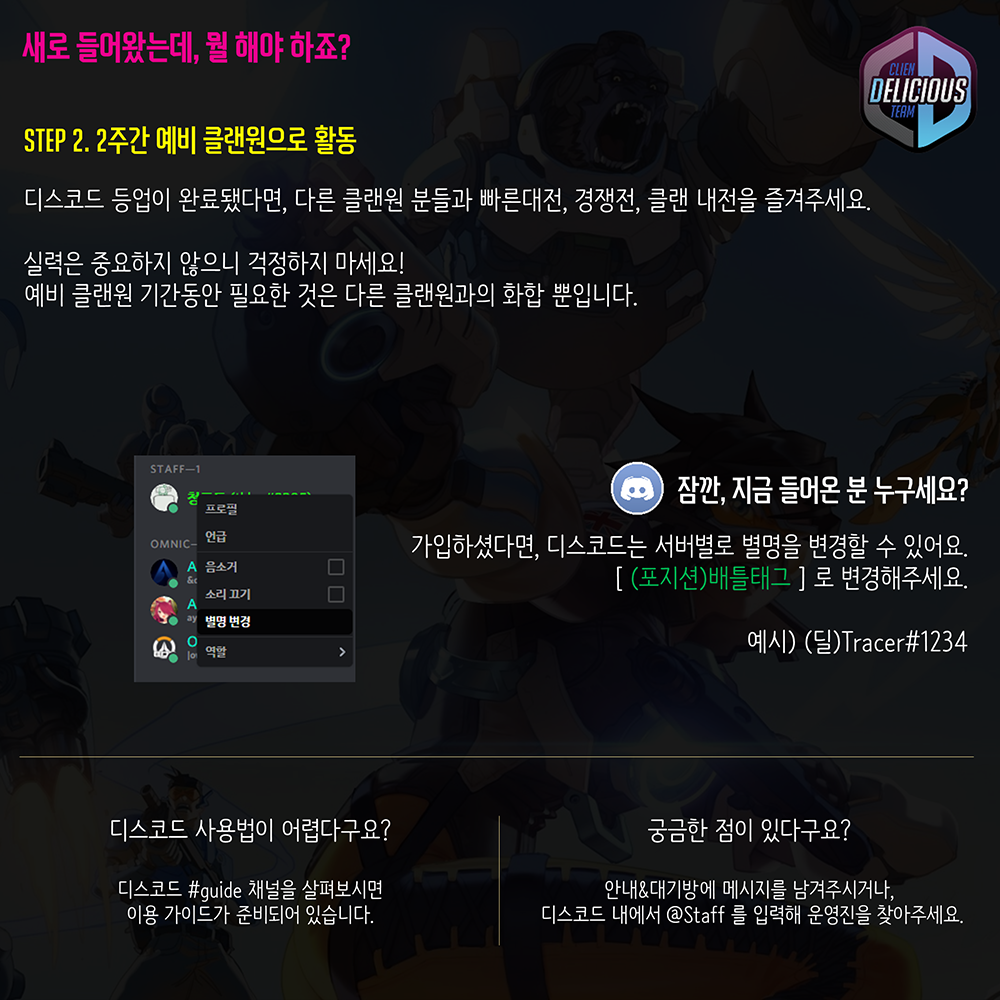 새로 들어왔는데, 뭘 해야 하죠?
CLIEN
DELICIOUS
TEAM
STEP 2. 2주간 예비 클랜원으로 활동
디스코드 등업이 완료됐다면, 다른 클랜원 분들과 빠른대전, 경쟁전, 클랜 내전을 즐겨주세요.
실력은 중요하지 않으니 걱정하지 마세요!
예비 클랜원 기간동안 필요한 것은 다른 클랜원과의 화합 뿐입니다.
STAFF—1
프로필
언급
OMNIC—
음소거
소리 끄기
별명 변경
역할
잠깐, 지금 들어온 분 누구세요?
가입하셨다면, 디스코드는 서버별로 별명을 변경할 수 있어요.
[ (포지션)배틀태그 ] 로 변경해주세요.
예시) (딜)Tracer#1234
디스코드 사용법이 어렵다구요?
디스코드 #guide 채널을 살펴보시면
이용 가이드가 준비되어 있습니다.
궁금한 점이 있다구요?
안내&대기방에 메시지를 남겨주시거나,
디스코드 내에서 @Staff 를 입력해 운영진을 찾아주세요.